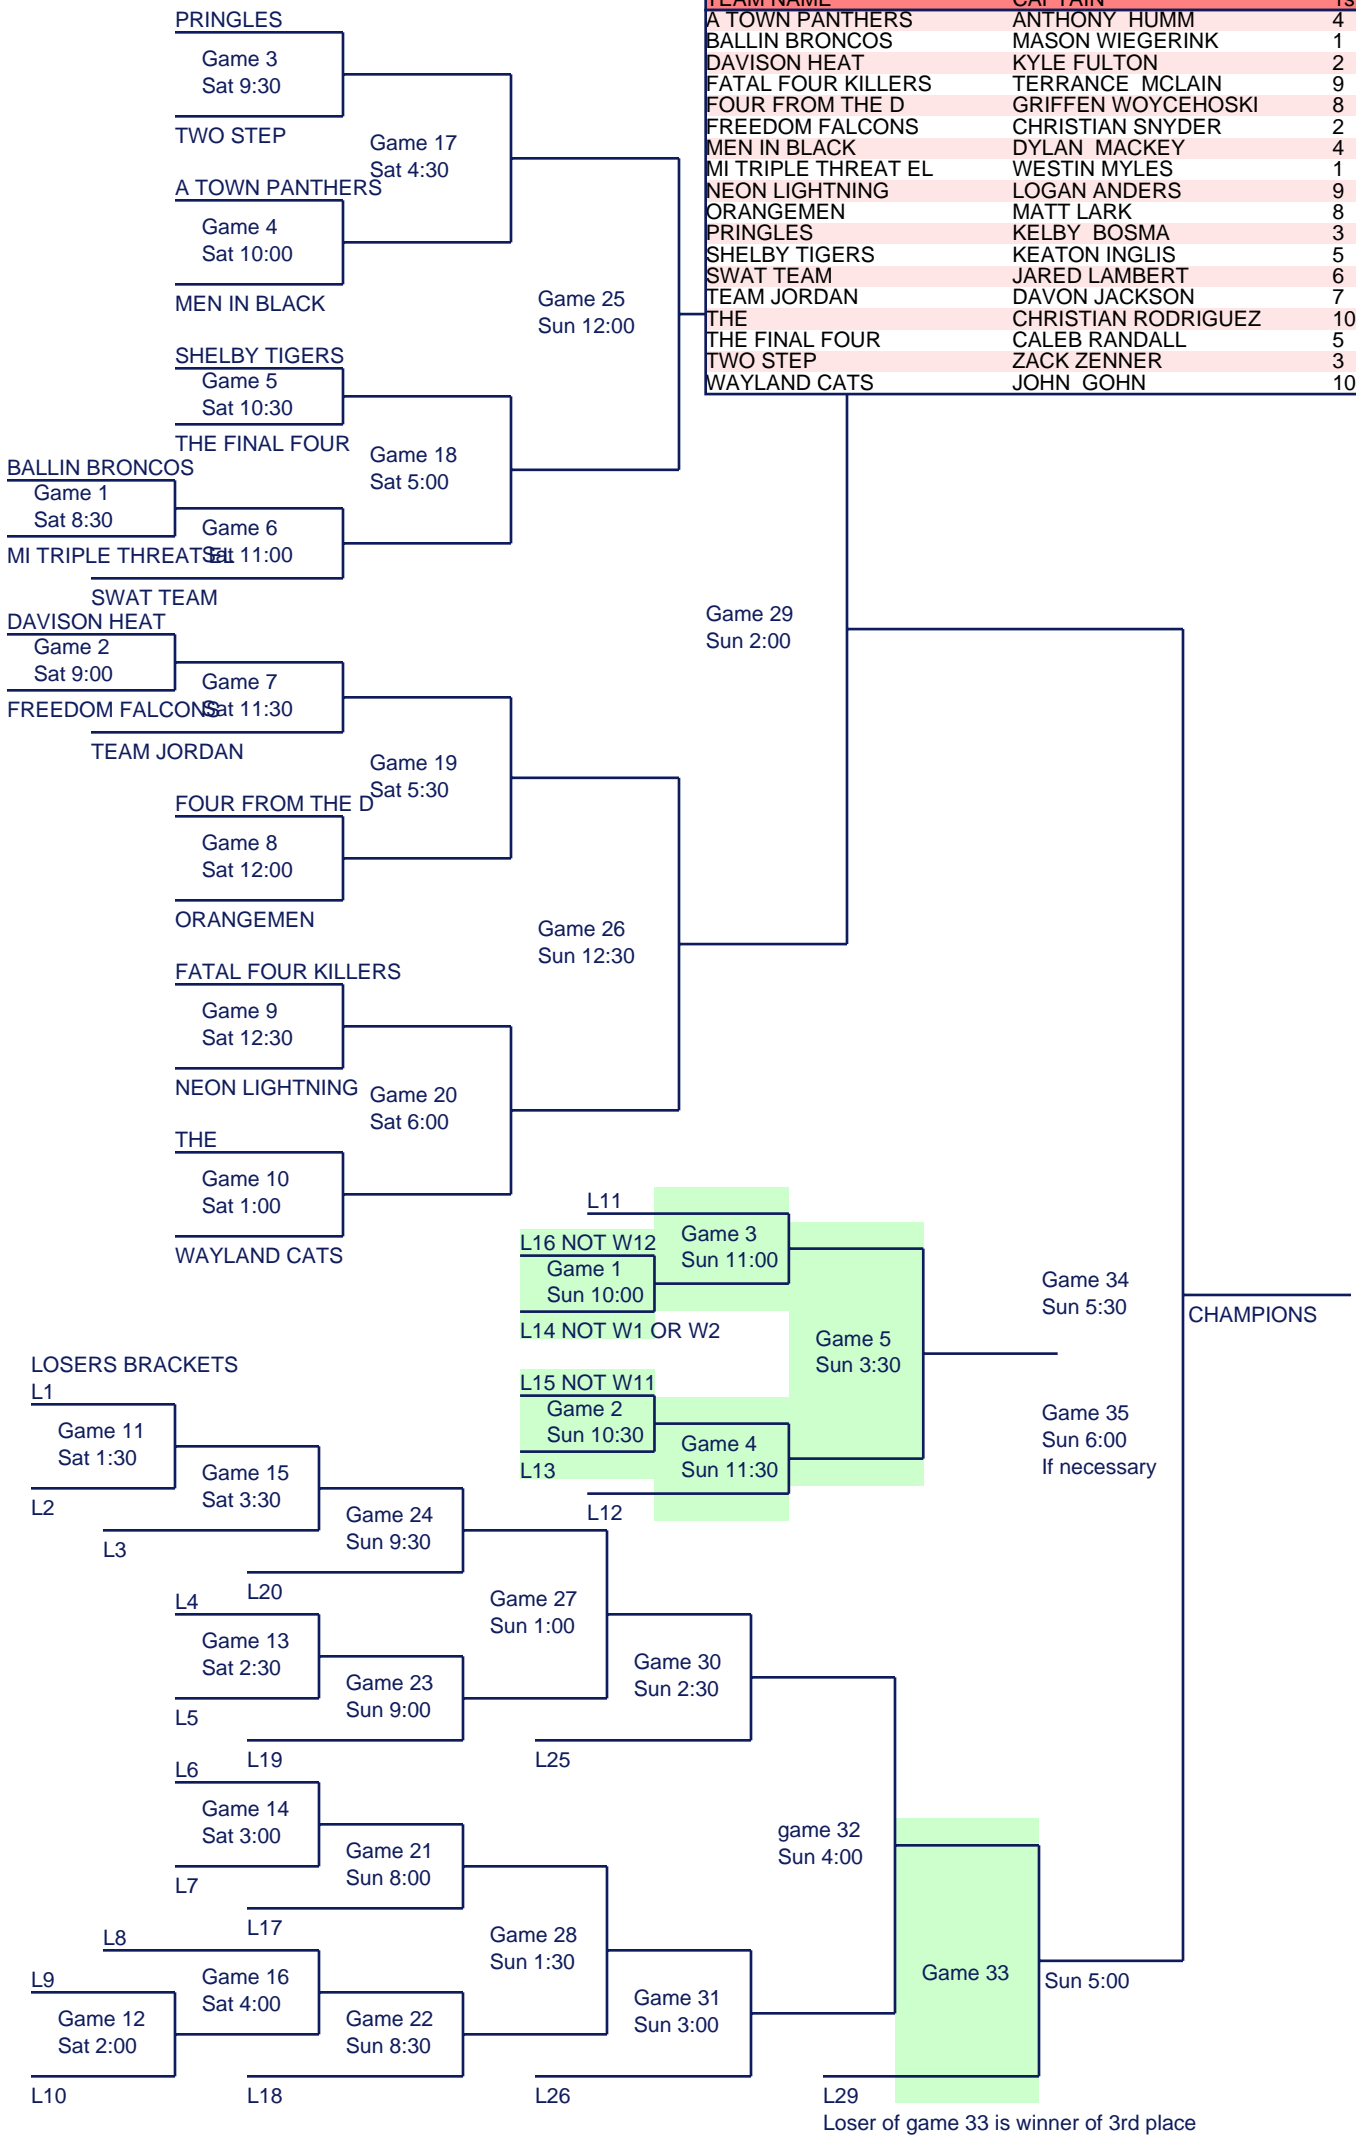 TEAM NAME CAPTAIN
A TOWN PANTHERS ANTHONY HUMM 4
BALLIN BRONCOS MASON WIEGERINK 1
DAVISON HEAT KYLE FULTON 2
FATAL FOUR KILLERS TERRANCE MCLAIN 9
FOUR FROM THE D GRIFFEN WOYCEHOSKI 8
FREEDOM FALCONS CHRISTIAN SNYDER 2
MEN IN BLACK DYLAN MACKEY 4
MI TRIPLE THREAT EL WESTIN MYLES 1
NEON LIGHTNING LOGAN ANDERS 9
ORANGEMEN MATT LARK 8
PRINGLES KELBY BOSMA 3
SHELBY TIGERS KEATON INGLIS 5
SWAT TEAM JARED LAMBERT 6
TEAM JORDAN DAVON JACKSON 7
THE CHRISTIAN RODRIGUEZ 10
THE FINAL FOUR CALEB RANDALL 5
TWO STEP ZACK ZENNER 3
WAYLAND CATS JOHN GOHN 10
PRINGLES
Game 3
Sat 9:30
TWO STEP
Game 17
Sat 4:30
A TOWN PANTHERS
Game 4
Sat 10:00
MEN IN BLACK
Game 25
Sun 12:00
SHELBY TIGERS
Game 5
Sat 10:30
THE FINAL FOUR
Game 18
Sat 5:00
BALLIN BRONCOS
Game 1
Sat 8:30
MI TRIPLE THREAT EL
Game 6
Sat 11:00
SWAT TEAM
DAVISON HEAT
Game 2
Sat 9:00
FREEDOM FALCONS
Game 7
Sat 11:30
TEAM JORDAN
Game 29
Sun 2:00
Game 19
Sat 5:30
FOUR FROM THE D
Game 8
Sat 12:00
ORANGEMEN
Game 26
Sun 12:30
FATAL FOUR KILLERS
Game 9
Sat 12:30
NEON LIGHTNING
Game 20
Sat 6:00
THE
Game 10
Sat 1:00
WAYLAND CATS
L11
Game 3
Sun 11:00
L16 NOT W12
Game 1
Sun 10:00
L14 NOT W1 OR W2
Game 5
Sun 3:30
L15 NOT W11
Game 2
Sun 10:30
L13
Game 4
Sun 11:30
L12
Game 34
Sun 5:30
CHAMPIONS
Game 35
Sun 6:00
If necessary
LOSERS BRACKETS
L1
Game 11
Sat 1:30
L2
Game 15
Sat 3:30
L3
Game 24
Sun 9:30
L20
Game 27
Sun 1:00
L4
Game 13
Sat 2:30
L5
Game 23
Sun 9:00
L19
Game 30
Sun 2:30
L25
L6
Game 14
Sat 3:00
L7
Game 21
Sun 8:00
L17
game 32
Sun 4:00
L8
Game 28
Sun 1:30
L9
Game 16
Sat 4:00
Game 12
Sat 2:00
L10
Game 22
Sun 8:30
L18
Game 31
Sun 3:00
L26
Game 33
Sun 5:00
L29
Loser of game 33 is winner of 3rd place